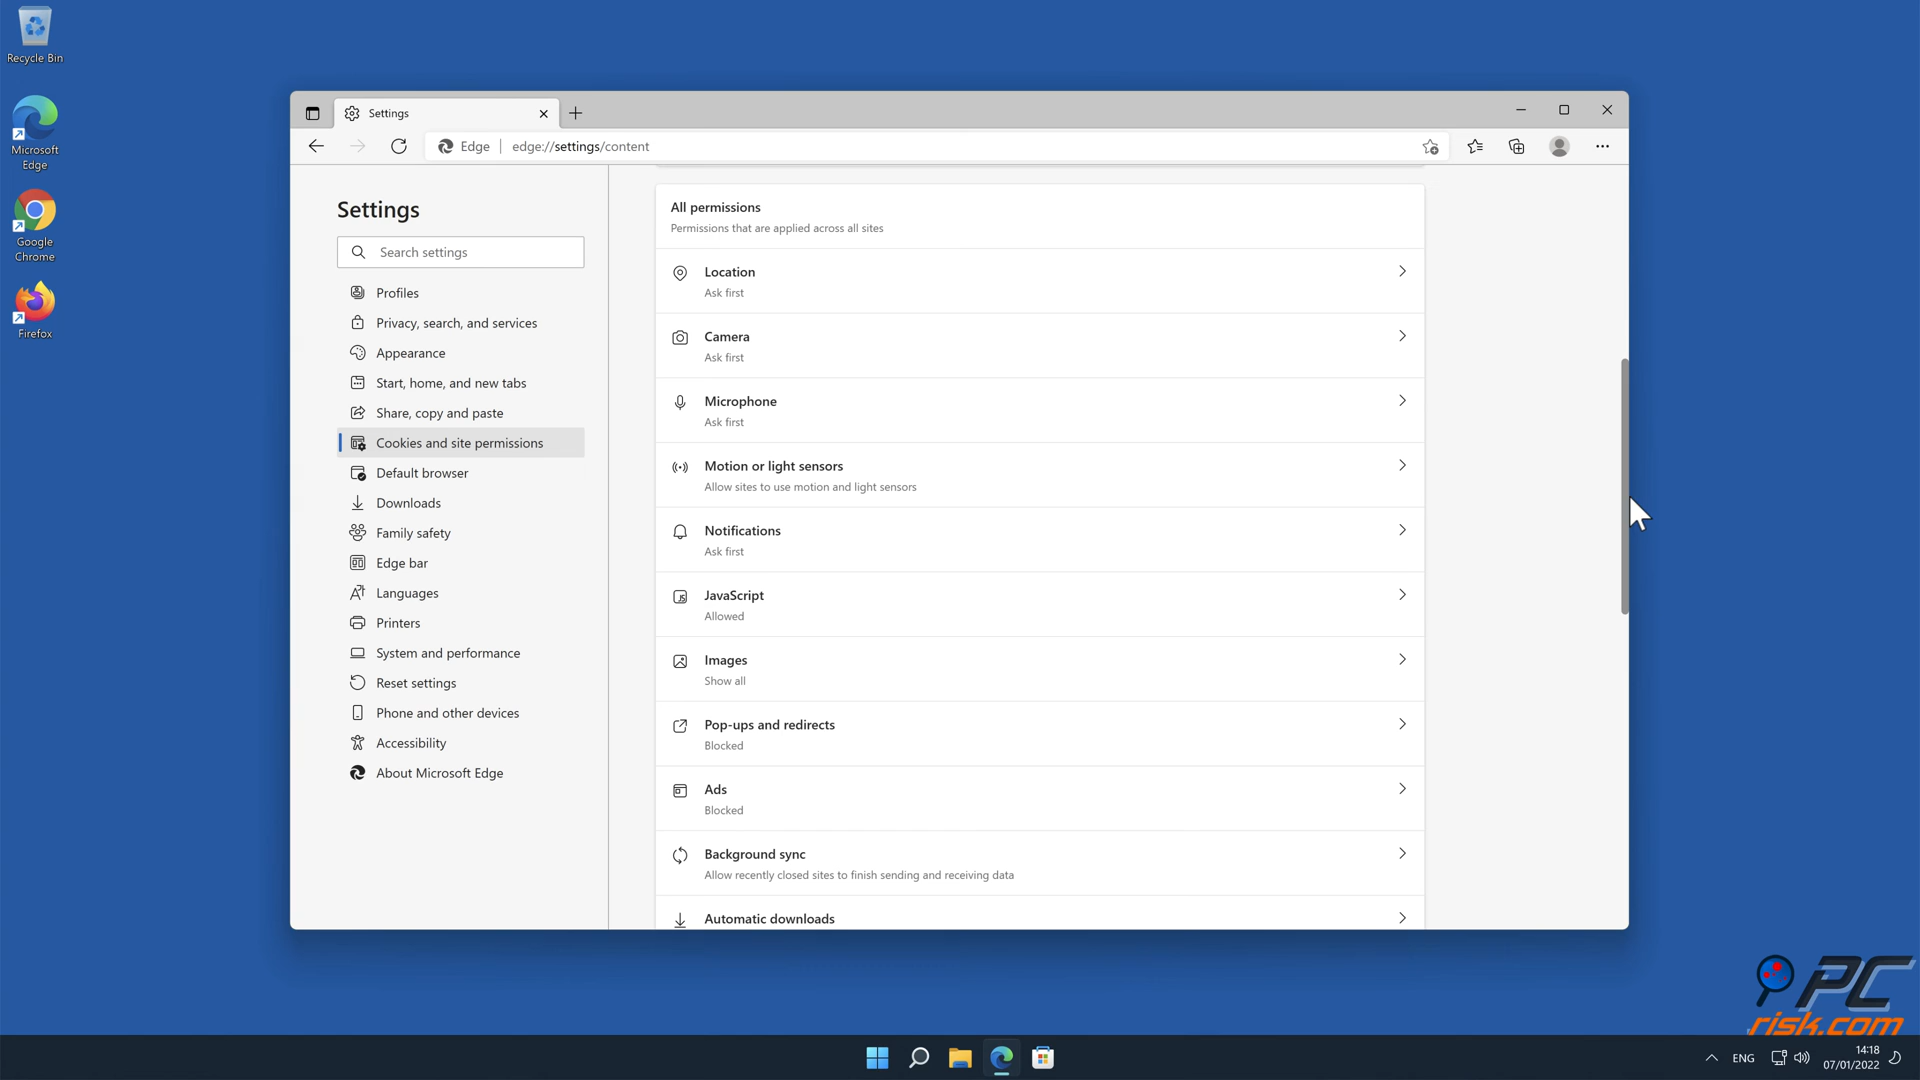 Recycle Bin
Microsoft
Edge
Google
Chrome
Firefox
Settings
Edge
edge://settings/content
Settings
Search settings
Profiles
Privacy, search, and services
Appearance
Start, home, and new tabs
Share, copy and paste
Cookies and site permissions
Default browser
Downloads
Family safety
Edge bar
Languages
Printers
System and performance
Reset settings
Phone and other devices
Accessibility
About Microsoft Edge
All permissions
Permissions that are applied across all sites
Location
Ask first
Camera
Ask first
Microphone
Ask first
Motion or light sensors
Allow sites to use motion and light sensors
Notifications
Ask first
JavaScript
Allowed
Images
Show all
Pop-ups and redirects
Blocked
Ads
Blocked
Background sync
Allow recently closed sites to finish sending and receiving data
Automatic downloads
PC
risk.com
ENG
14:18
07/01/2022